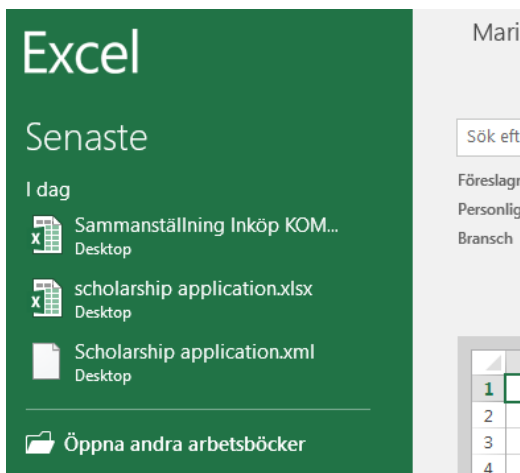 Excel
Senaste
I dag
Sammanställning Inköp KOM...
Desktop
scholarship application.xlsx
Desktop
Scholarship application.xml
Desktop
Öppna andra arbetsböcker
Mari
Sök eft
Föreslagn
Personlig
Bransch
1
2
3
4